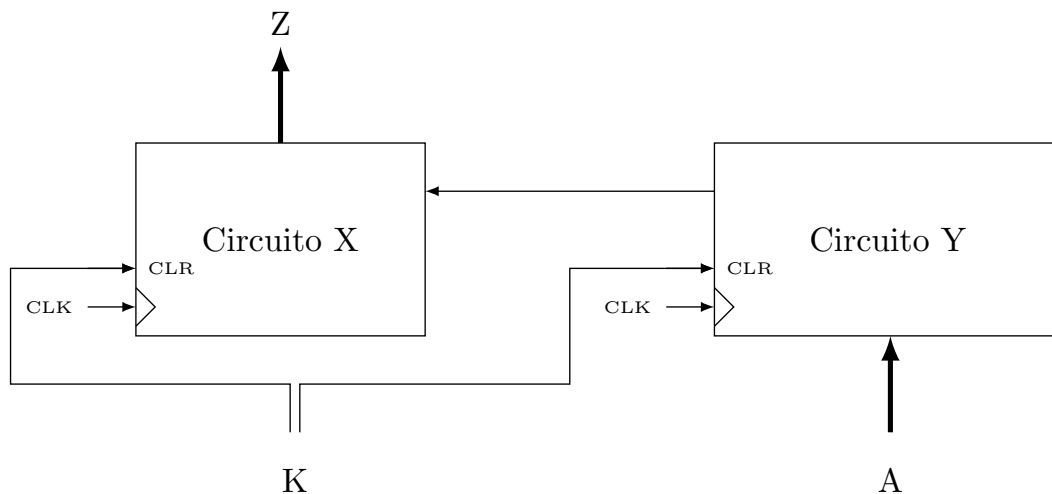 Z
Circuito X
Circuito Y
CLR
CLR
CLK
CLK
K
A